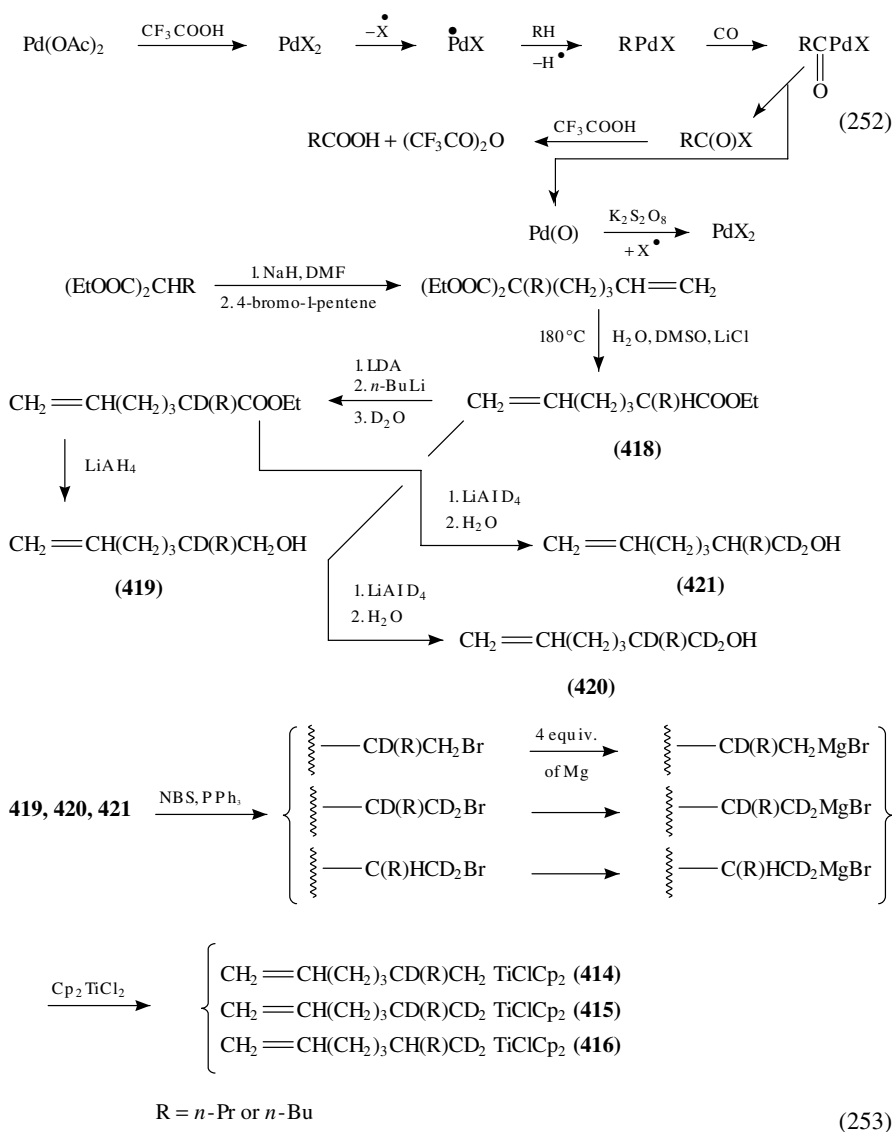 Pd(OAc)2 CF3COOH PdX2 −X• •PdX RH −H• RPdX CO RCPdX
O
(252)
RCOOH + (CF3CO)2O CF3COOH RC(O)X
Pd(O) K2S2O8 +X• PdX2
(EtOOC)2CHR 1. NaH, DMF 2. 4-bromo-1-pentene (EtOOC)2C(R)(CH2)3CH=CH2
180°C H2O, DMSO, LiCl
CH2=CH(CH2)3CD(R)COOEt 1. LDA 2. n-BuLi 3. D2O CH2=CH(CH2)3C(R)HCOOEt
(418)
LiAH4
1. LiAID4
2. H2O
CH2=CH(CH2)3CD(R)CH2OH CH2=CH(CH2)3CH(R)CD2OH
(419) (421)
1. LiAID4
2. H2O
CH2=CH(CH2)3CD(R)CD2OH
(420)
419, 420, 421 NBS, PPh3
CD(R)CH2Br 4 equiv. of Mg CD(R)CH2MgBr
CD(R)CD2Br CD(R)CD2MgBr
C(R)HCD2Br C(R)HCD2MgBr
Cp2TiCl2
CH2=CH(CH2)3CD(R)CH2 TiClCp2 (414)
CH2=CH(CH2)3CD(R)CD2 TiClCp2 (415)
CH2=CH(CH2)3CH(R)CD2 TiClCp2 (416)
R = n-Pr or n-Bu
(253)